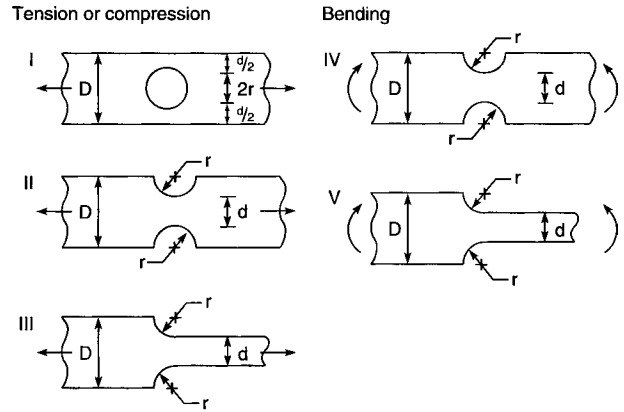 Tension or compression
I
D
d/2
2r
d/2
II
r
D
d
r
III
r
D
d
r
Bending
IV
r
D
d
r
V
r
D
d
r